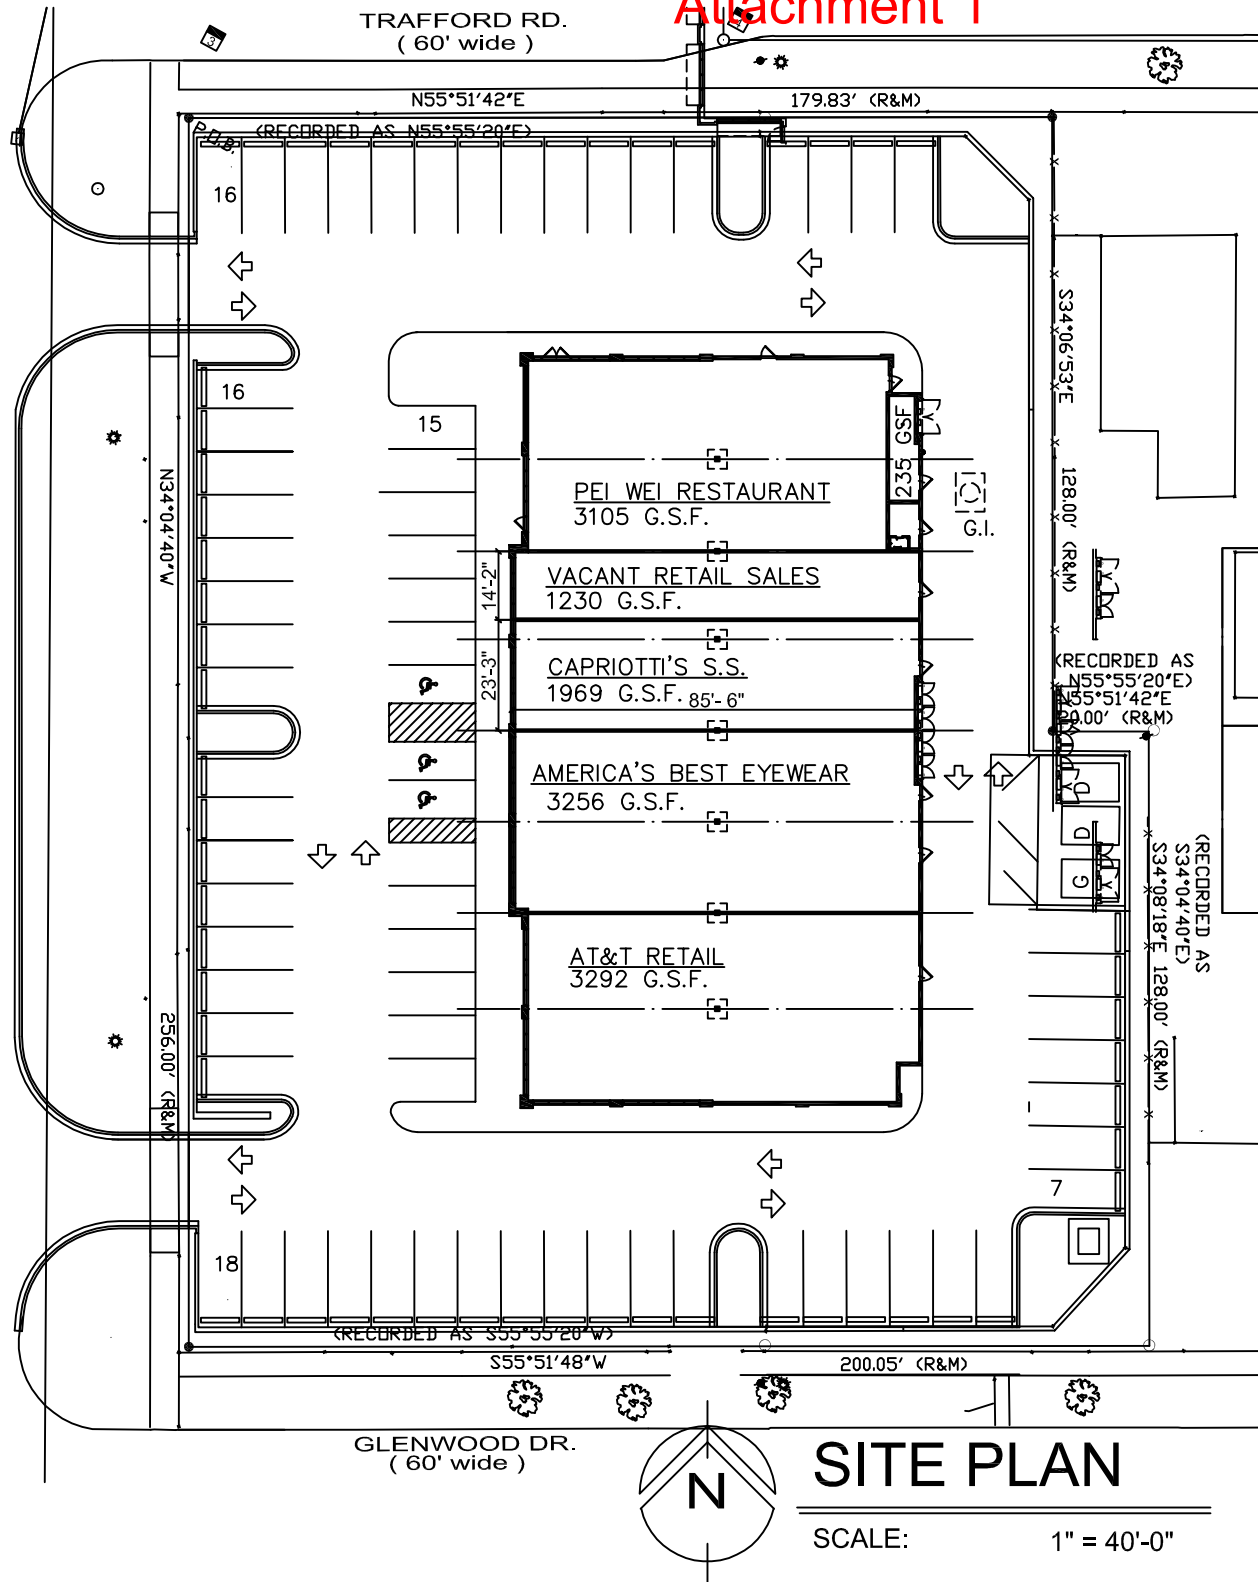 Attachment 1
TRAFFORD RD.
( 60' wide )
3
N55°51'42"E
179.83' (R&M)
P.O.B.
(RECORDED AS N55°55'20"E)
16
S34°06'53"E
128.00' (R&M)
16
15
235 GSF
PEI WEI RESTAURANT
3105 G.S.F.
G.I.
N34°04'40"W
256.00' (R&M)
14'-2"
VACANT RETAIL SALES
1230 G.S.F.
23'-3"
CAPRIOTTI'S S.S.
1969 G.S.F.
85'-6"
(RECORDED AS
N55°55'20"E)
N55°51'42"E
20.00' (R&M)
AMERICA'S BEST EYEWEAR
3256 G.S.F.
D
D
G
(RECORDED AS
S34°04'40"E)
S34°08'18"E 128.00' (R&M)
AT&T RETAIL
3292 G.S.F.
7
18
(RECORDED AS S55°55'20"W)
S55°51'48"W
200.05' (R&M)
GLENWOOD DR.
( 60' wide )
N
SITE PLAN
SCALE: 1" = 40'-0"